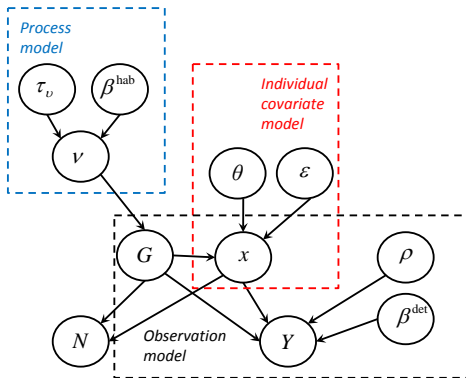 Process
model
τ_υ
β^hab
Individual
covariate
model
ν
θ
ε
G
x
ρ
N
Observation
model
Y
β^det